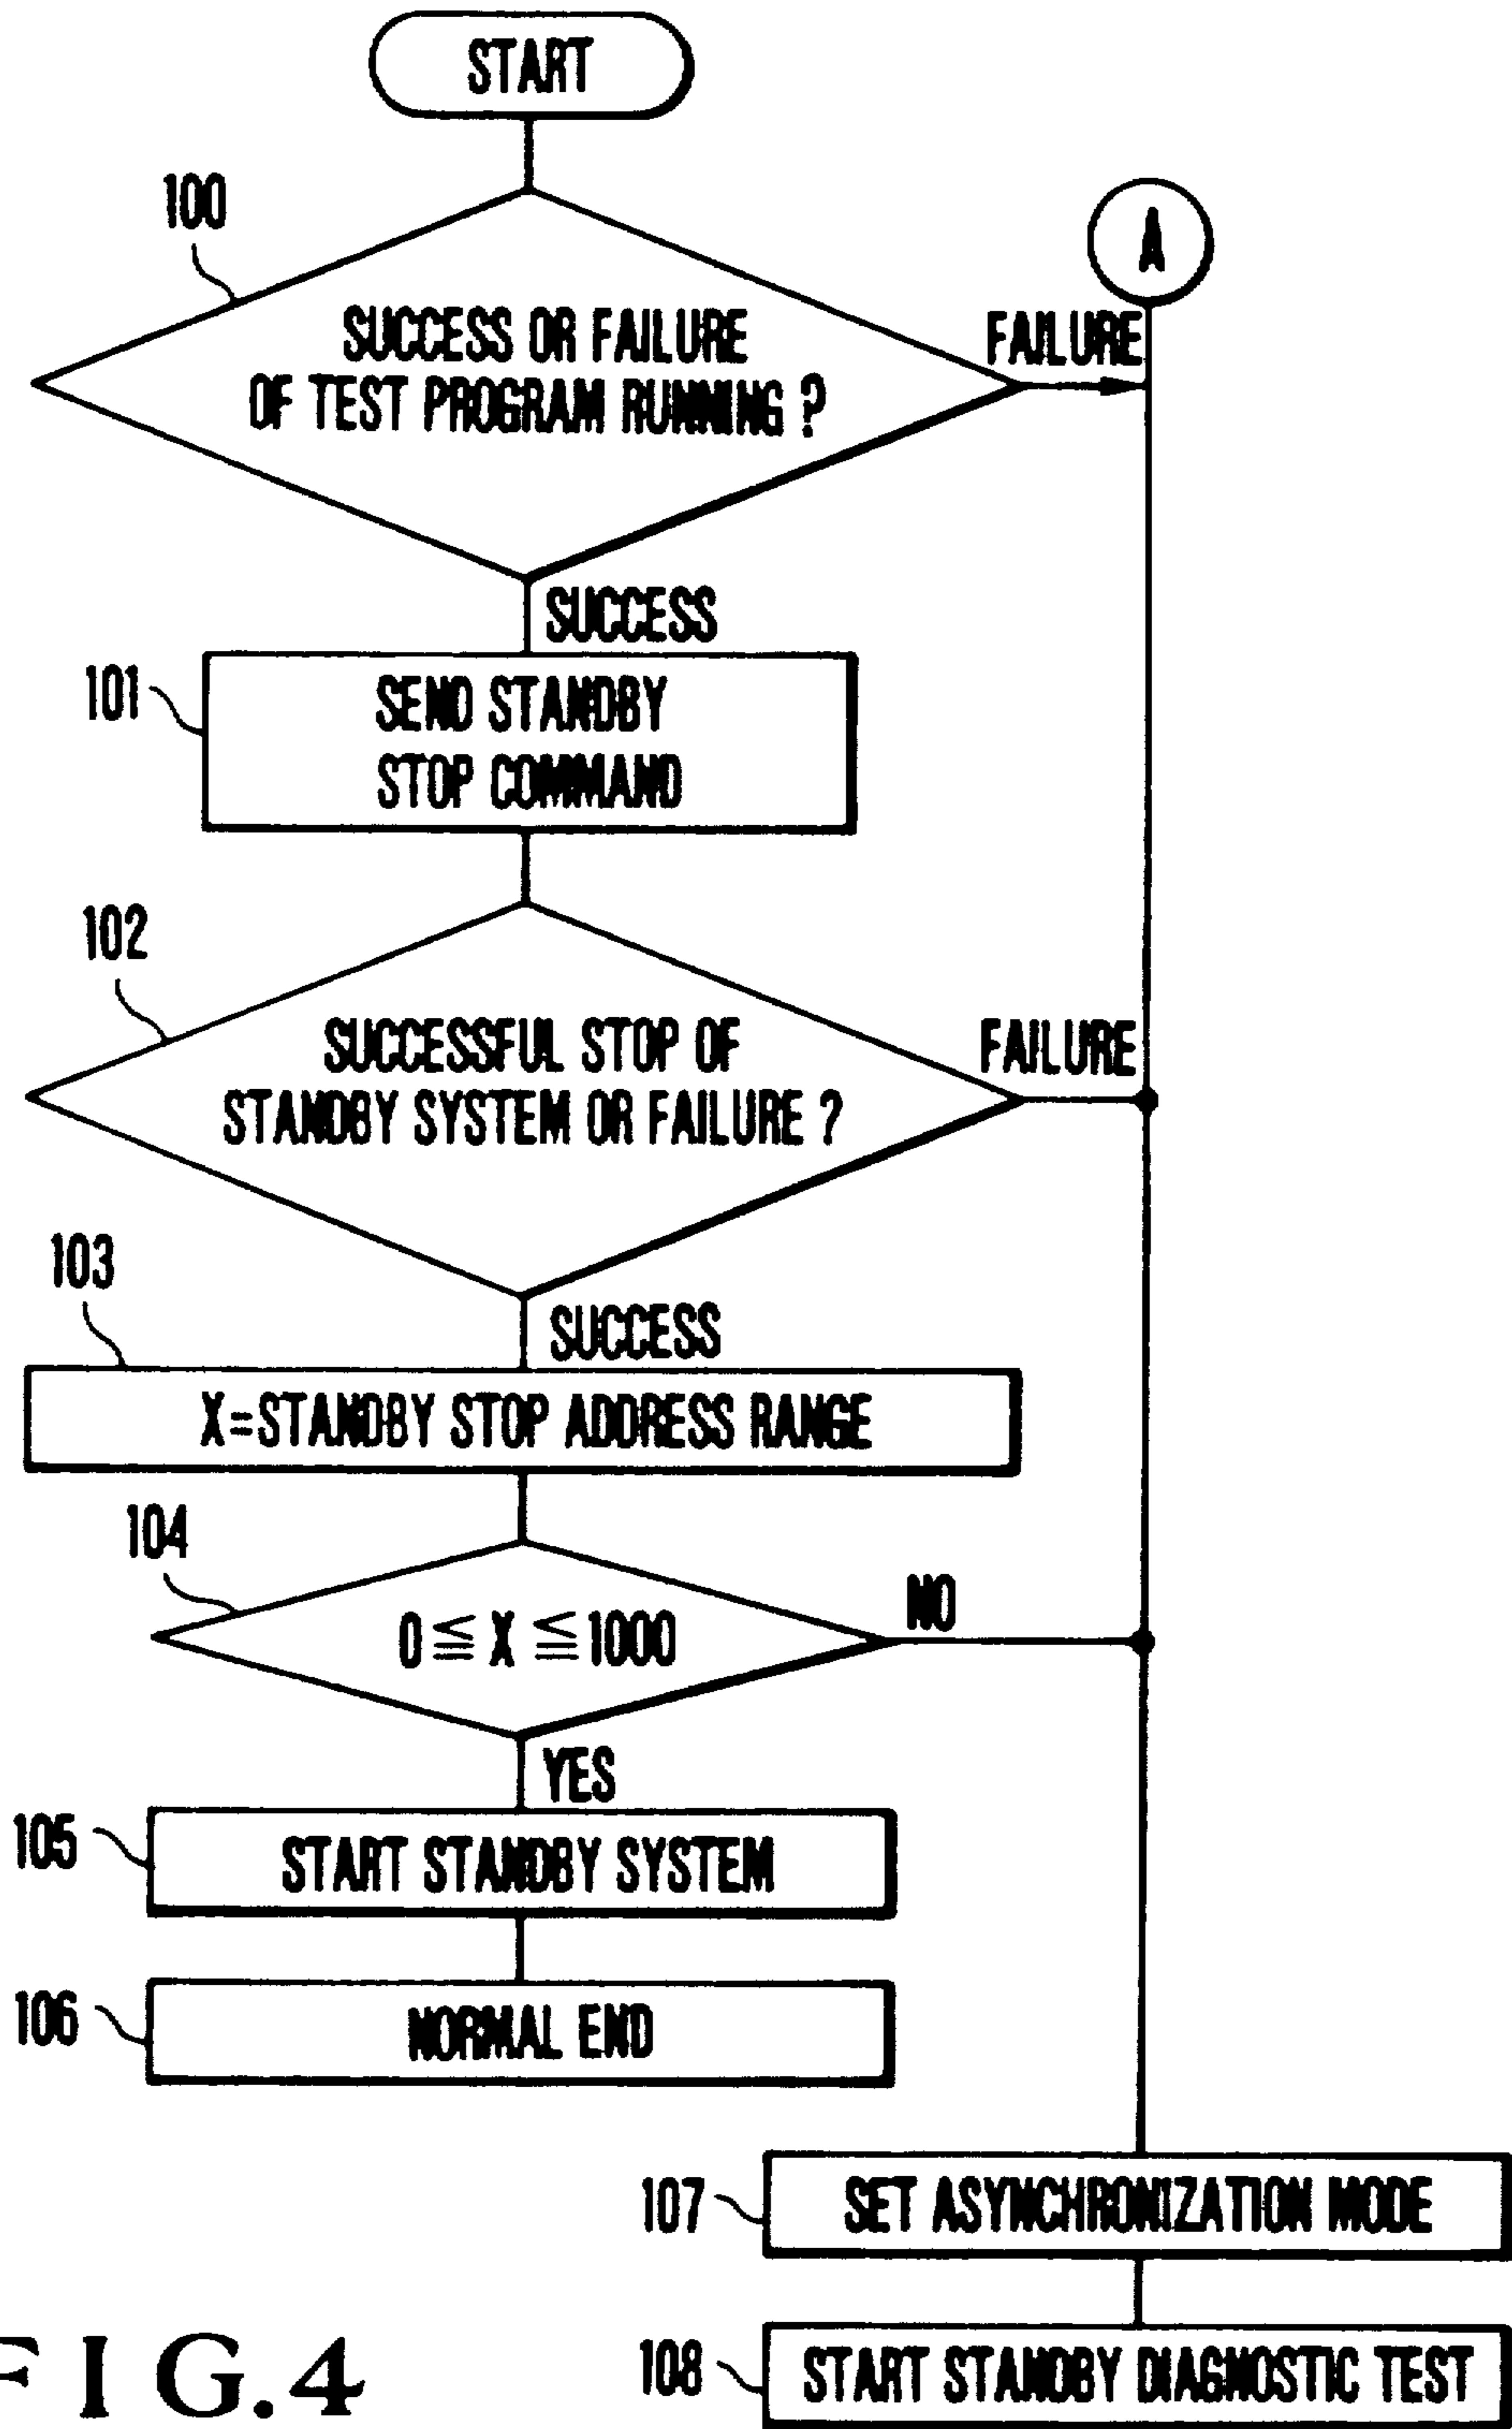 START
100
A
SUCCESS OR FAILURE
OF TEST PROGRAM RUNNING ?
FAILURE
SUCCESS
101
SEND STANDBY
STOP COMMAND
102
SUCCESSFUL STOP OF
STANDBY SYSTEM OR FAILURE ?
FAILURE
SUCCESS
103
X=STANDBY STOP ADDRESS RANGE
104
0 ≦ X ≦ 1000
NO
YES
105
START STANDBY SYSTEM
106
NORMAL END
107
SET ASYNCHRONIZATION MODE
108
START STANDBY DIAGNOSTIC TEST
FIG.4